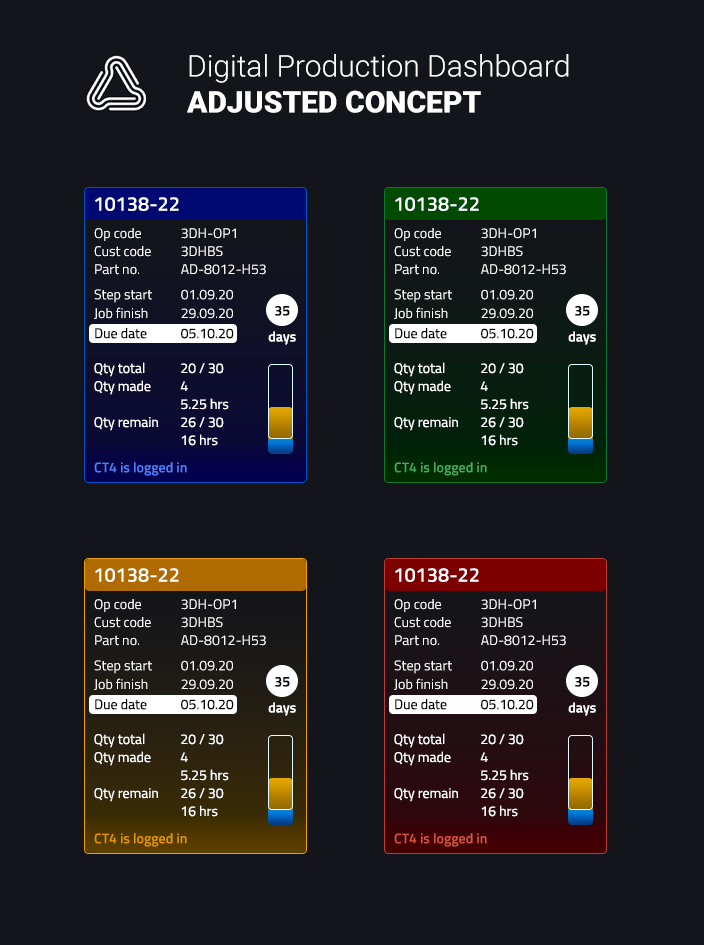 Digital Production Dashboard
ADJUSTED CONCEPT
10138-22
Op code 3DH-OP1
Cust code 3DHBS
Part no. AD-8012-H53
Step start 01.09.20
Job finish 29.09.20
35
Due date 05.10.20
days
Qty total 20 / 30
Qty made 4
5.25 hrs
Qty remain 26 / 30
16 hrs
CT4 is logged in
10138-22
Op code 3DH-OP1
Cust code 3DHBS
Part no. AD-8012-H53
Step start 01.09.20
Job finish 29.09.20
35
Due date 05.10.20
days
Qty total 20 / 30
Qty made 4
5.25 hrs
Qty remain 26 / 30
16 hrs
CT4 is logged in
10138-22
Op code 3DH-OP1
Cust code 3DHBS
Part no. AD-8012-H53
Step start 01.09.20
Job finish 29.09.20
35
Due date 05.10.20
days
Qty total 20 / 30
Qty made 4
5.25 hrs
Qty remain 26 / 30
16 hrs
CT4 is logged in
10138-22
Op code 3DH-OP1
Cust code 3DHBS
Part no. AD-8012-H53
Step start 01.09.20
Job finish 29.09.20
35
Due date 05.10.20
days
Qty total 20 / 30
Qty made 4
5.25 hrs
Qty remain 26 / 30
16 hrs
CT4 is logged in